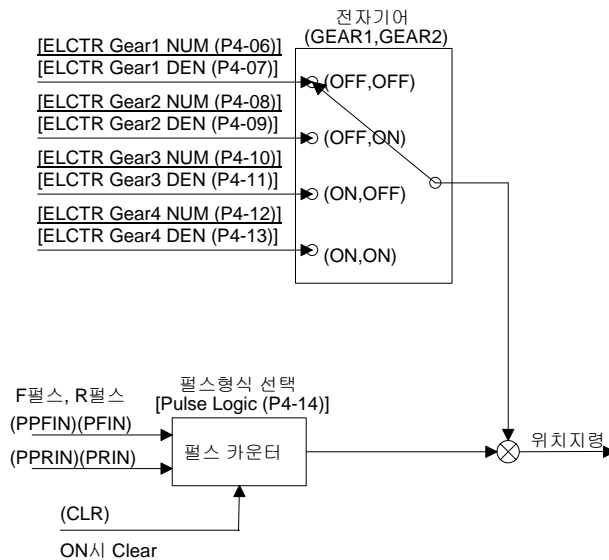 전자기어
(GEAR1,GEAR2)
[ELCTR Gear1 NUM (P4-06)]
[ELCTR Gear1 DEN (P4-07)]
(OFF,OFF)
[ELCTR Gear2 NUM (P4-08)]
[ELCTR Gear2 DEN (P4-09)]
(OFF,ON)
[ELCTR Gear3 NUM (P4-10)]
[ELCTR Gear3 DEN (P4-11)]
(ON,OFF)
[ELCTR Gear4 NUM (P4-12)]
[ELCTR Gear4 DEN (P4-13)]
(ON,ON)
펄스형식 선택
[Pulse Logic (P4-14)]
F펄스, R펄스
(PPFIN)(PFIN)
(PPRIN)(PRIN)
펄스 카운터
위치지령
(CLR)
ON시 Clear